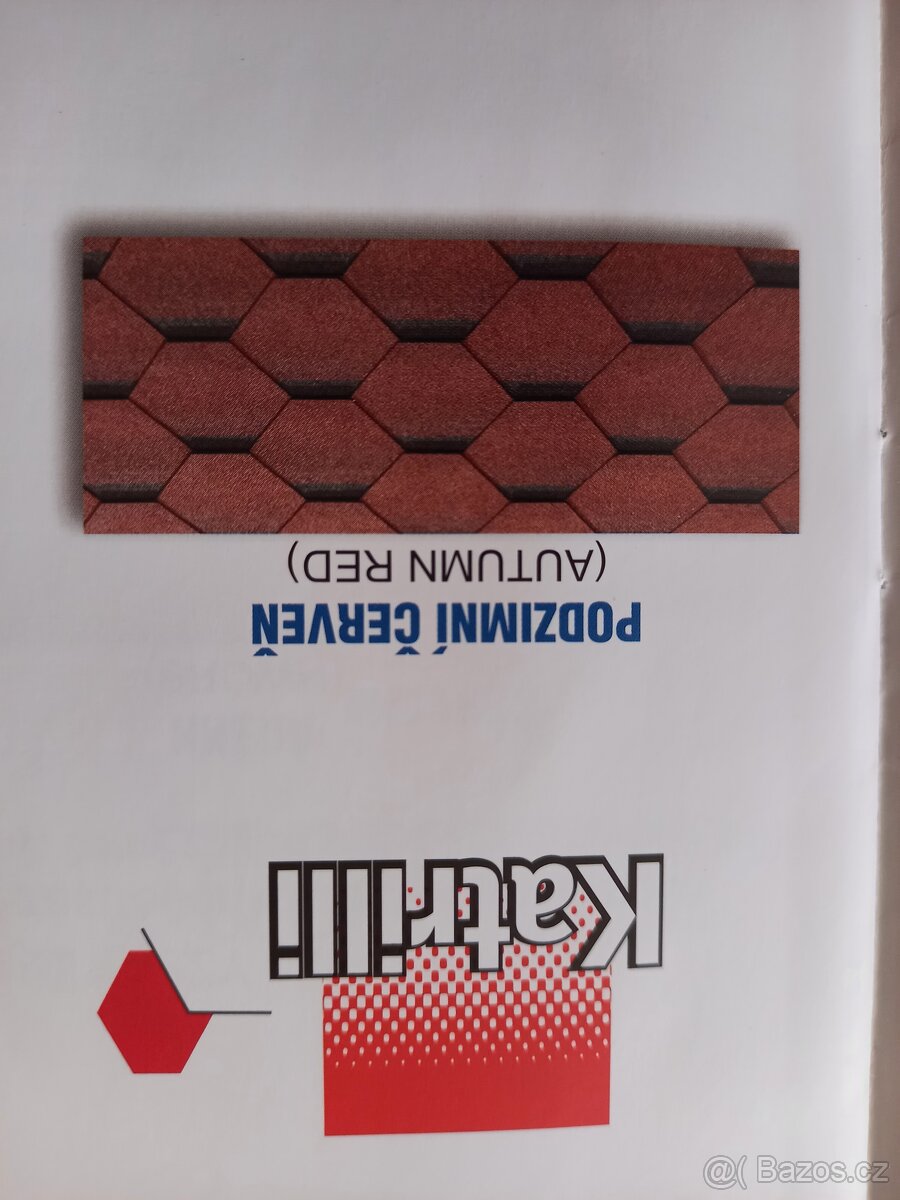 Katrilli
PODZIMNÍ ČERVEŇ
(AUTUMN RED)
@( Bazos.cz